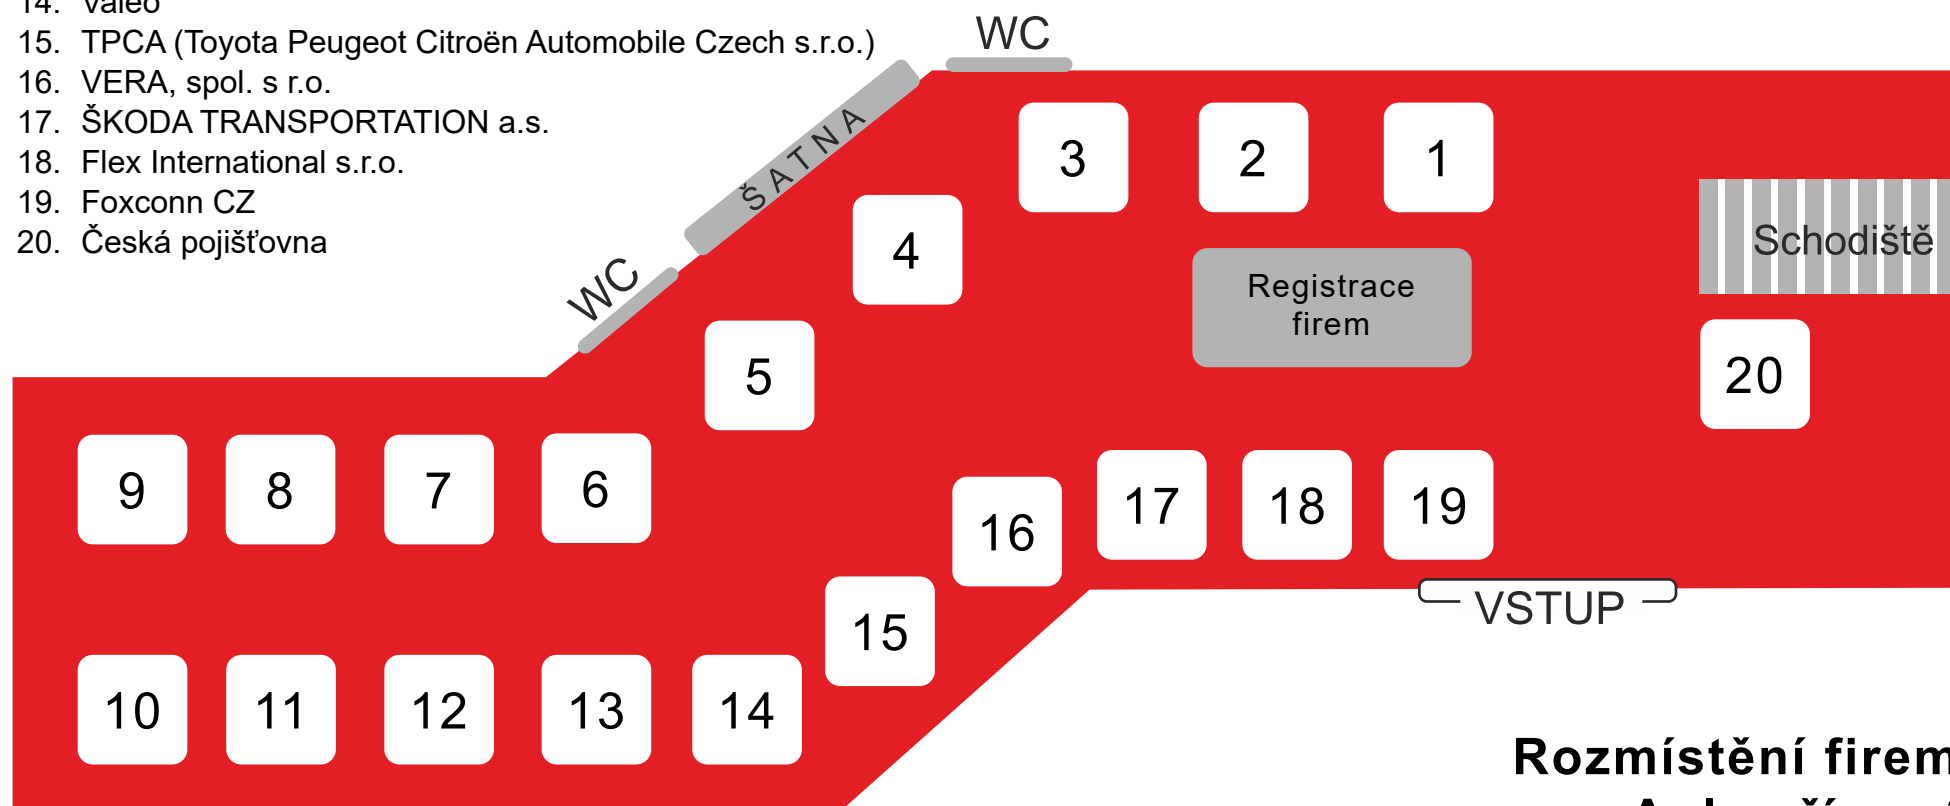 14. Valeo
15. TPCA (Toyota Peugeot Citroën Automobile Czech s.r.o.)
16. VERA, spol. s r.o.
17. ŠKODA TRANSPORTATION a.s.
18. Flex International s.r.o.
19. Foxconn CZ
20. Česká pojišťovna
WC
ŠATNA
WC
3 2 1
4
Schodiště
Registrace
firem
5
20
9 8 7 6
16 17 18 19
VSTUP
15
10 11 12 13 14
Rozmístění firem